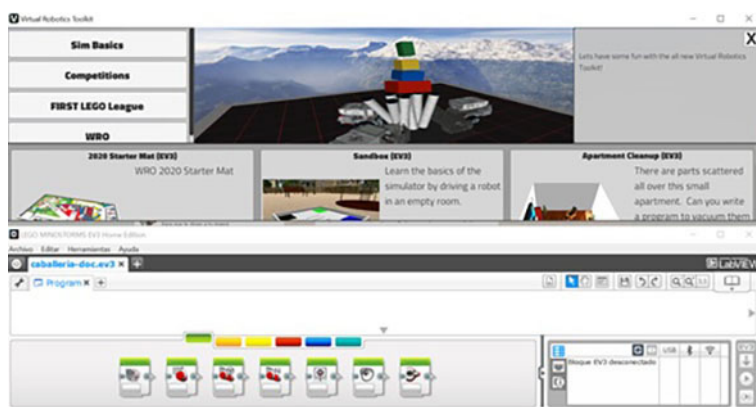 Virtual Robotics Toolkit
X
Sim Basics
Competitions
FIRST LEGO League
WRO
Lets have some fun with the all new Virtual Robotics
Toolkit!
2020 Starter Mat (EV3)
WRO 2020 Starter Mat
Sandbox (EV3)
Learn the basics of
the simulator by driving a robot
in an empty room.
Apartment Cleanup (EV3)
There are parts scattered
all over this small
apartment. Can you write
a program to vacuum them
LEGO MINDSTORMS EV3 Home Edition
Archivo Editar Herramientas Ayuda
caballeria-doc.ev3 × +
LabVIEW
Program × +
1:1
USB
EV3
Bloque EV3 desconectado